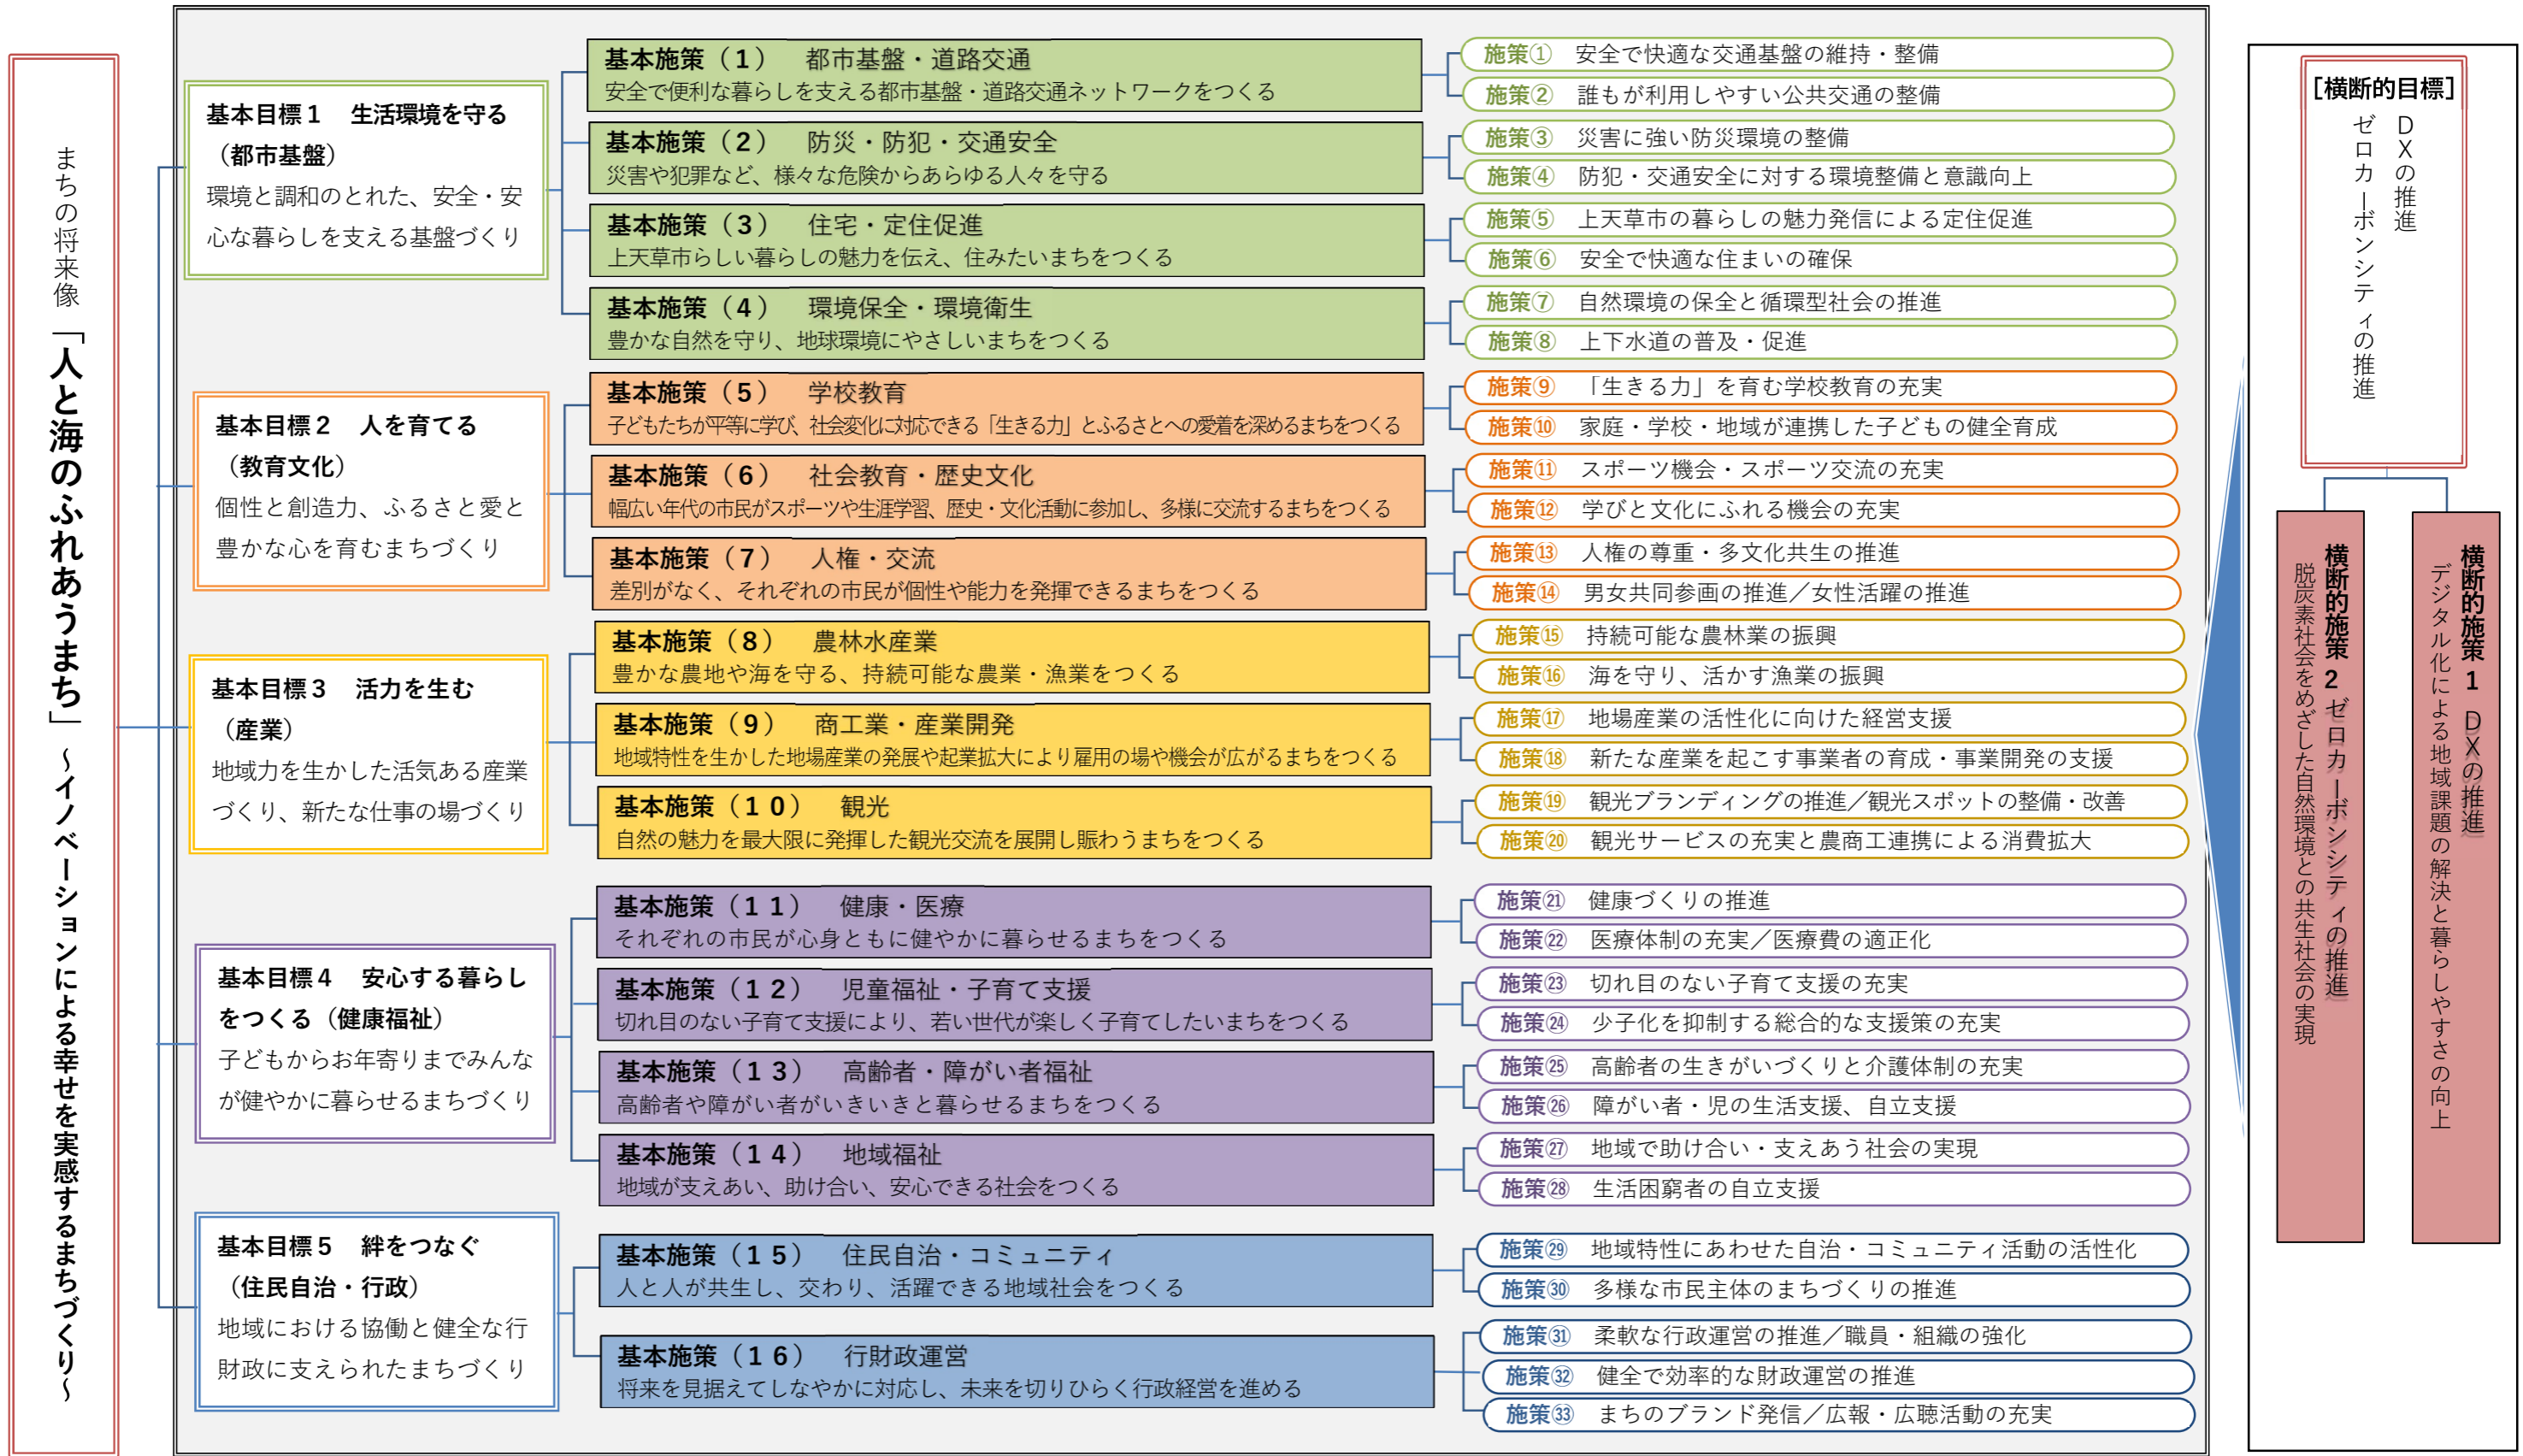 まちの将来像 「人と海のふれあうまち」 ～イノベーションによる幸せを実感するまちづくり～
基本目標１　生活環境を守る
（都市基盤）
環境と調和のとれた、安全・安
心な暮らしを支える基盤づくり
基本施策（１）　都市基盤・道路交通
安全で便利な暮らしを支える都市基盤・道路交通ネットワークをつくる
施策①　安全で快適な交通基盤の維持・整備
施策②　誰もが利用しやすい公共交通の整備
基本施策（２）　防災・防犯・交通安全
災害や犯罪など、様々な危険からあらゆる人々を守る
施策③　災害に強い防災環境の整備
施策④　防犯・交通安全に対する環境整備と意識向上
基本施策（３）　住宅・定住促進
上天草市らしい暮らしの魅力を伝え、住みたいまちをつくる
施策⑤　上天草市の暮らしの魅力発信による定住促進
施策⑥　安全で快適な住まいの確保
基本施策（４）　環境保全・環境衛生
豊かな自然を守り、地球環境にやさしいまちをつくる
施策⑦　自然環境の保全と循環型社会の推進
施策⑧　上下水道の普及・促進
基本目標２　人を育てる
（教育文化）
個性と創造力、ふるさと愛と
豊かな心を育むまちづくり
基本施策（５）　学校教育
子どもたちが平等に学び、社会変化に対応できる「生きる力」とふるさとへの愛着を深めるまちをつくる
施策⑨　「生きる力」を育む学校教育の充実
施策⑩　家庭・学校・地域が連携した子どもの健全育成
基本施策（６）　社会教育・歴史文化
幅広い年代の市民がスポーツや生涯学習、歴史・文化活動に参加し、多様に交流するまちをつくる
施策⑪　スポーツ機会・スポーツ交流の充実
施策⑫　学びと文化にふれる機会の充実
基本施策（７）　人権・交流
差別がなく、それぞれの市民が個性や能力を発揮できるまちをつくる
施策⑬　人権の尊重・多文化共生の推進
施策⑭　男女共同参画の推進／女性活躍の推進
基本目標３　活力を生む
（産業）
地域力を生かした活気ある産業
づくり、新たな仕事の場づくり
基本施策（８）　農林水産業
豊かな農地や海を守る、持続可能な農業・漁業をつくる
施策⑮　持続可能な農林業の振興
施策⑯　海を守り、活かす漁業の振興
基本施策（９）　商工業・産業開発
地域特性を生かした地場産業の発展や起業拡大により雇用の場や機会が広がるまちをつくる
施策⑰　地場産業の活性化に向けた経営支援
施策⑱　新たな産業を起こす事業者の育成・事業開発の支援
基本施策（１０）　観光
自然の魅力を最大限に発揮した観光交流を展開し賑わうまちをつくる
施策⑲　観光ブランディングの推進／観光スポットの整備・改善
施策⑳　観光サービスの充実と農商工連携による消費拡大
基本目標４　安心する暮らし
をつくる（健康福祉）
子どもからお年寄りまでみんな
が健やかに暮らせるまちづくり
基本施策（１１）　健康・医療
それぞれの市民が心身ともに健やかに暮らせるまちをつくる
施策㉑　健康づくりの推進
施策㉒　医療体制の充実／医療費の適正化
基本施策（１２）　児童福祉・子育て支援
切れ目のない子育て支援により、若い世代が楽しく子育てしたいまちをつくる
施策㉓　切れ目のない子育て支援の充実
施策㉔　少子化を抑制する総合的な支援策の充実
基本施策（１３）　高齢者・障がい者福祉
高齢者や障がい者がいきいきと暮らせるまちをつくる
施策㉕　高齢者の生きがいづくりと介護体制の充実
施策㉖　障がい者・児の生活支援、自立支援
基本施策（１４）　地域福祉
地域が支えあい、助け合い、安心できる社会をつくる
施策㉗　地域で助け合い・支えあう社会の実現
施策㉘　生活困窮者の自立支援
基本目標５　絆をつなぐ
（住民自治・行政）
地域における協働と健全な行
財政に支えられたまちづくり
基本施策（１５）　住民自治・コミュニティ
人と人が共生し、交わり、活躍できる地域社会をつくる
施策㉙　地域特性にあわせた自治・コミュニティ活動の活性化
施策㉚　多様な市民主体のまちづくりの推進
基本施策（１６）　行財政運営
将来を見据えてしなやかに対応し、未来を切りひらく行政経営を進める
施策㉛　柔軟な行政運営の推進／職員・組織の強化
施策㉜　健全で効率的な財政運営の推進
施策㉝　まちのブランド発信／広報・広聴活動の充実
［横断的目標］
ＤＸの推進
ゼロカーボンシティの推進
横断的施策１ ＤＸの推進
デジタル化による地域課題の解決と暮らしやすさの向上
横断的施策２ ゼロカーボンシティの推進
脱炭素社会をめざした自然環境との共生社会の実現